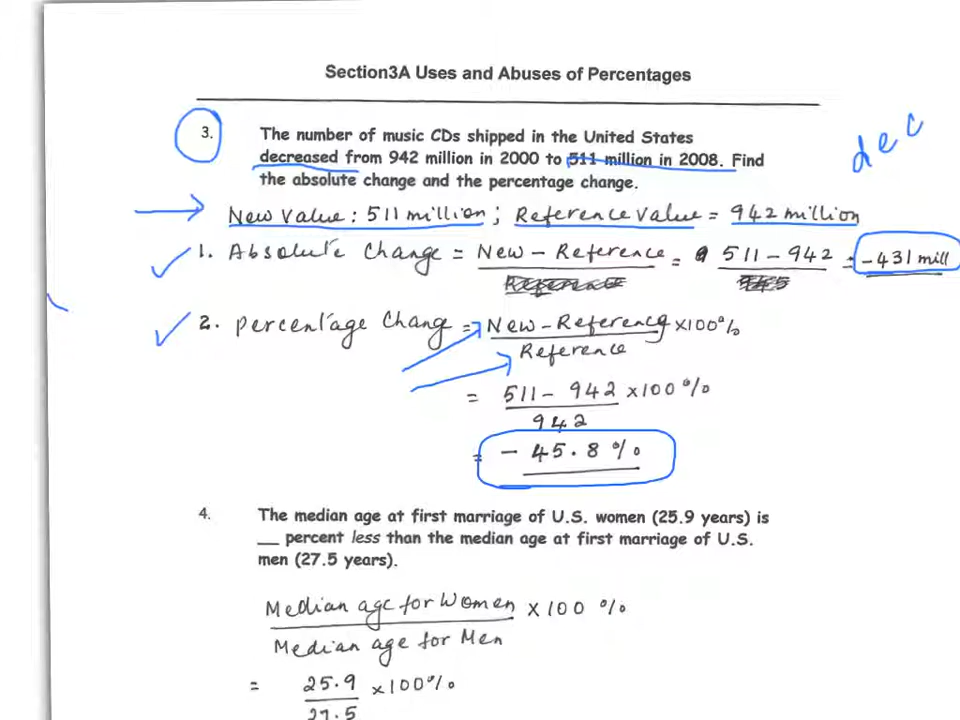 Section3A Uses and Abuses of Percentages
3. The number of music CDs shipped in the United States
decreased from 942 million in 2000 to 511 million in 2008. Find
the absolute change and the percentage change.
dec
New Value: 511 million; Reference Value = 942 million
1. Absolute Change = New - Reference = 511 - 942 = -431 mill
2. Percentage Change = New - Reference x100%
Reference
= 511 - 942 x100%
942
= - 45.8 %
4. The median age at first marriage of U.S. women (25.9 years) is
__ percent less than the median age at first marriage of U.S.
men (27.5 years).
Median age for Women x 100 %
Median age for Men
= 25.9 x100%
27.5